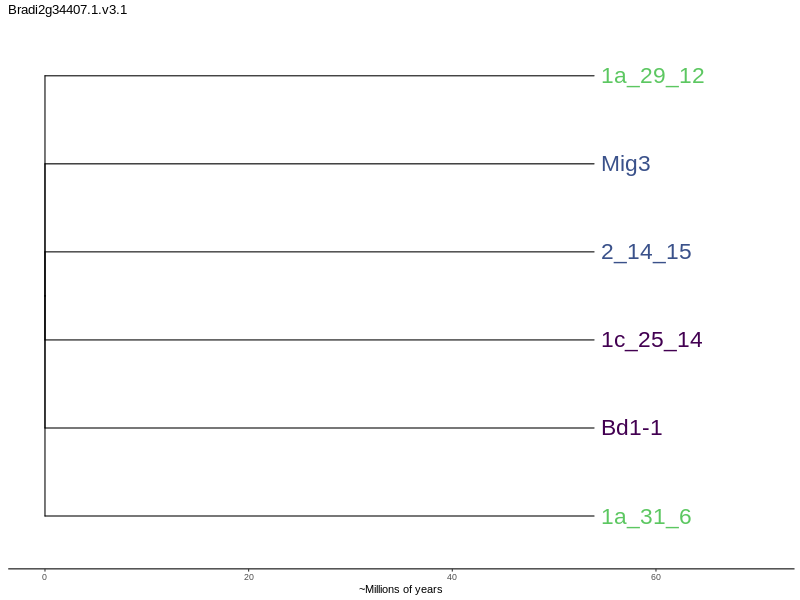 Bradi2g34407.1.v3.1
1a_29_12
Mig3
2_14_15
1c_25_14
Bd1-1
1a_31_6
0 20 40 60
~Millions of years